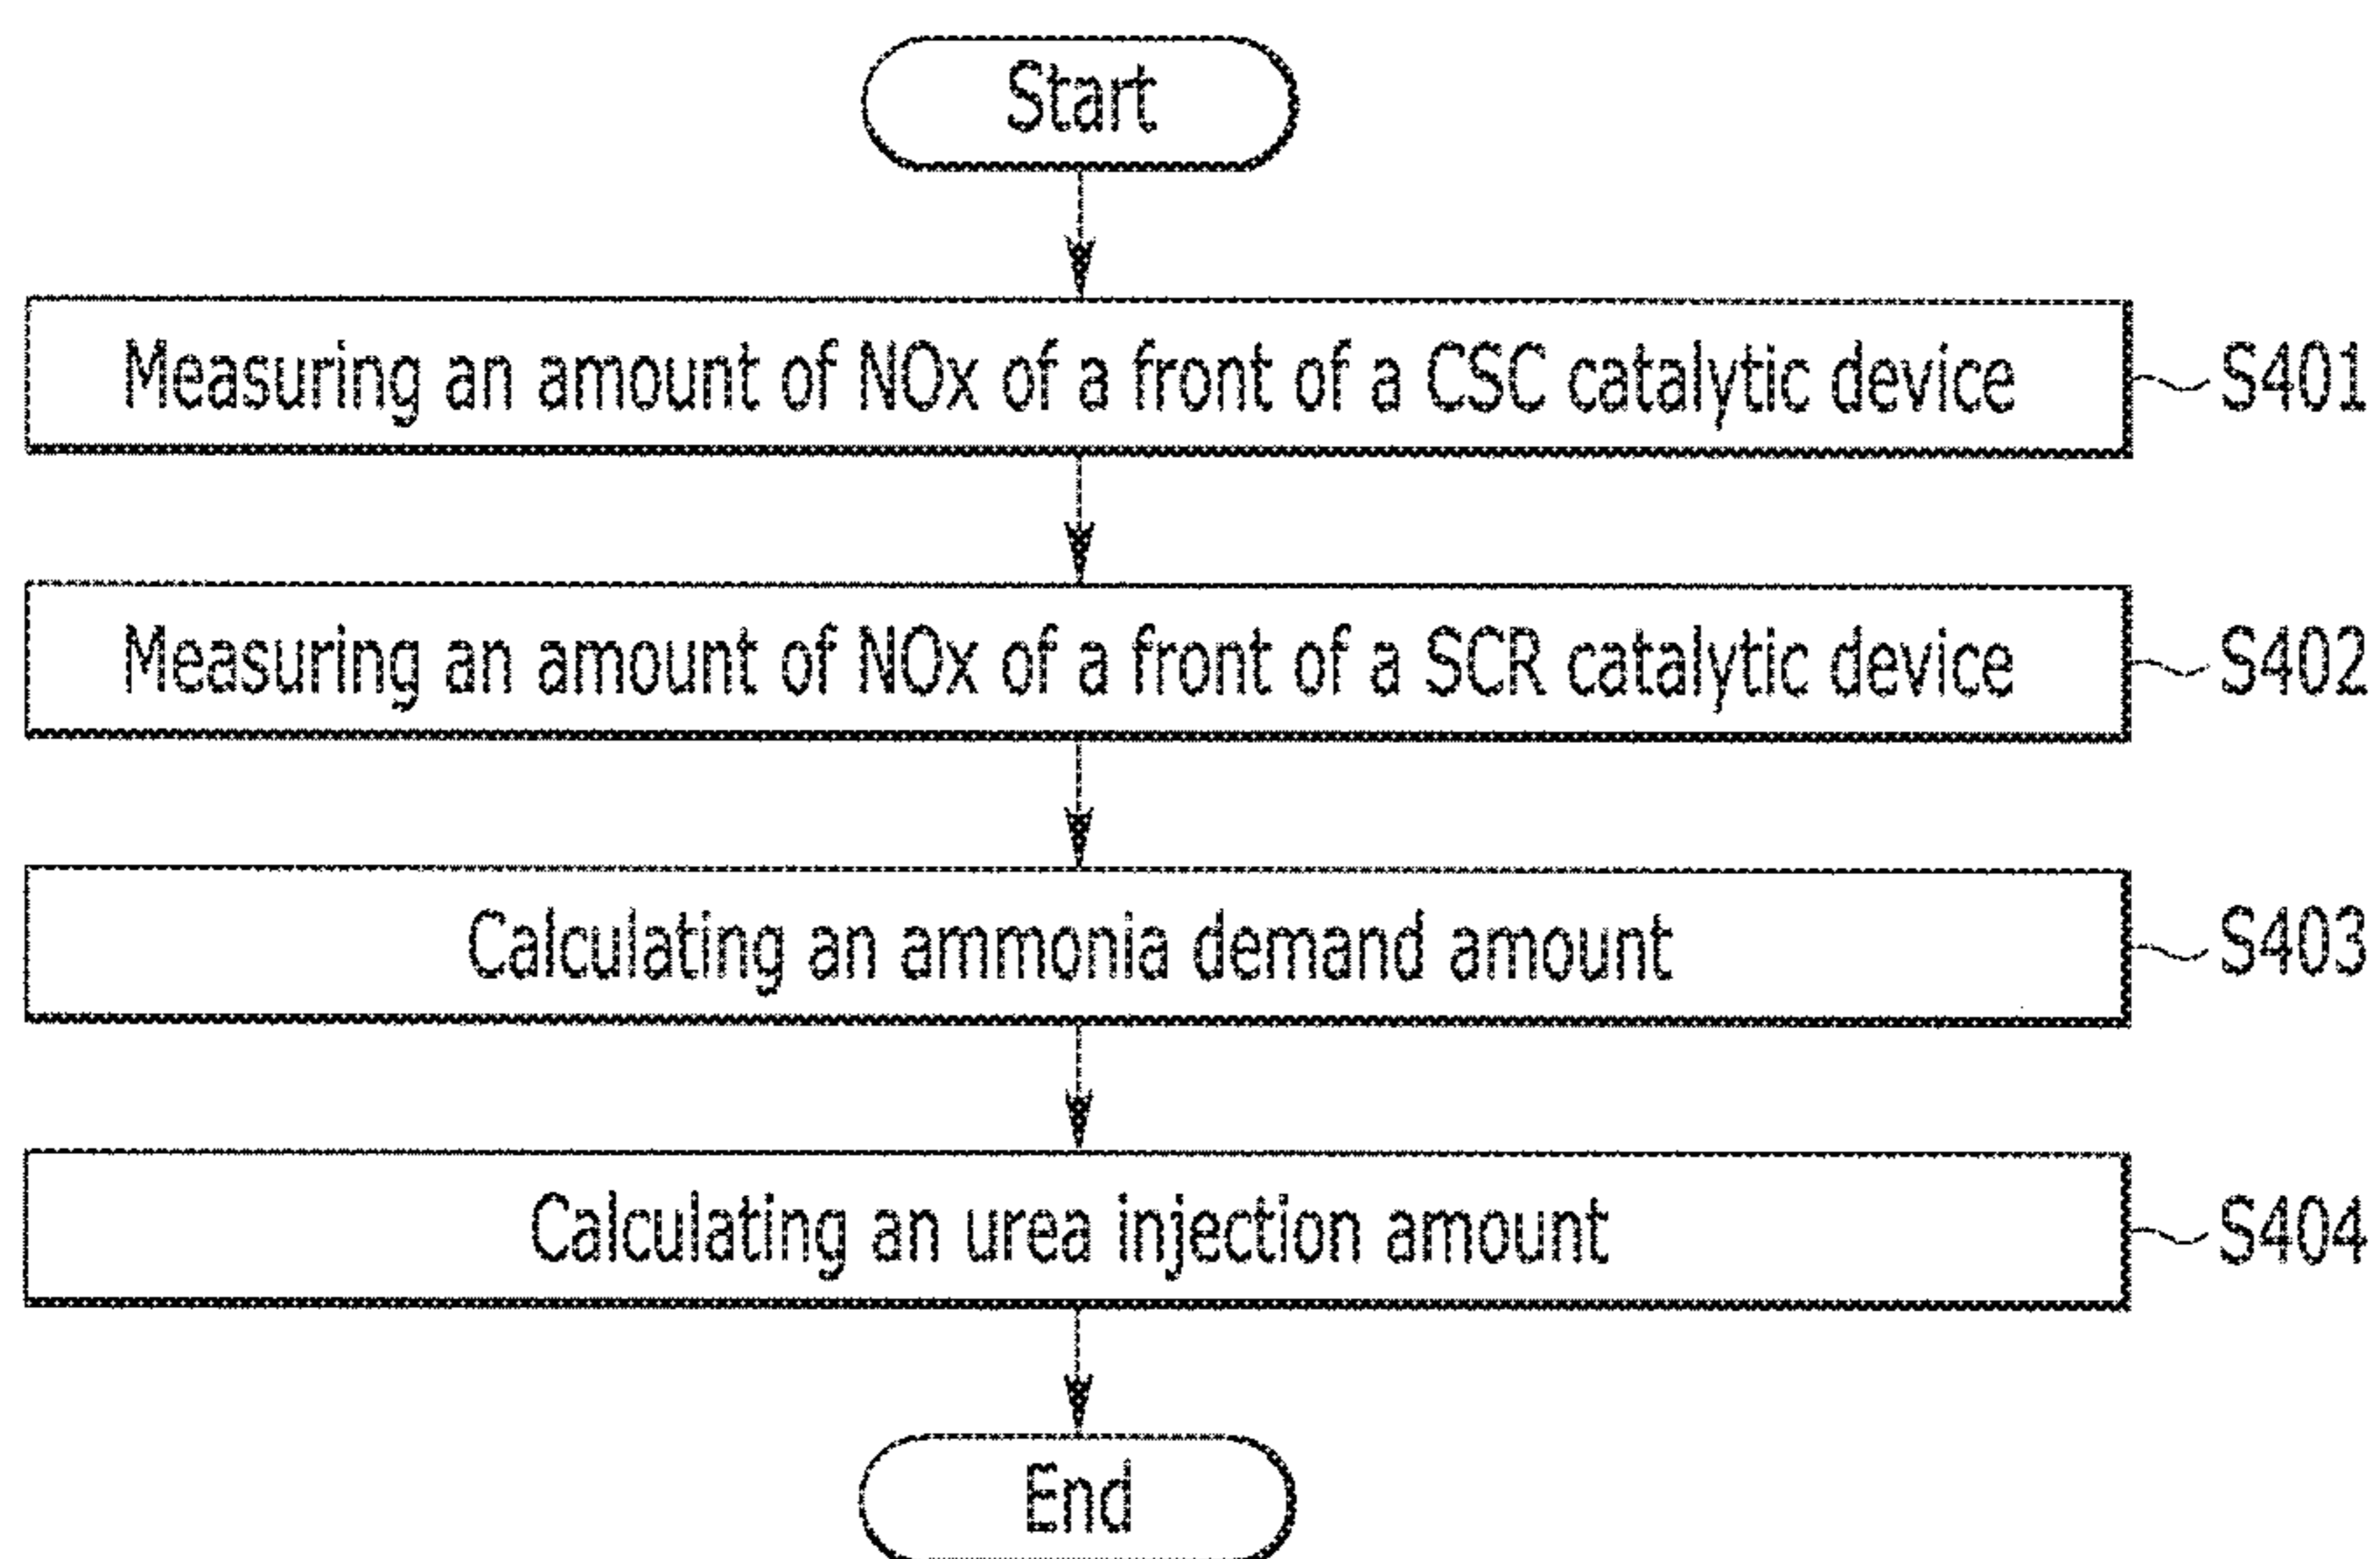 Start
Measuring an amount of NOx of a front of a CSC catalytic device S401
Measuring an amount of NOx of a front of a SCR catalytic device S402
Calculating an ammonia demand amount S403
Calculating an urea injection amount S404
End